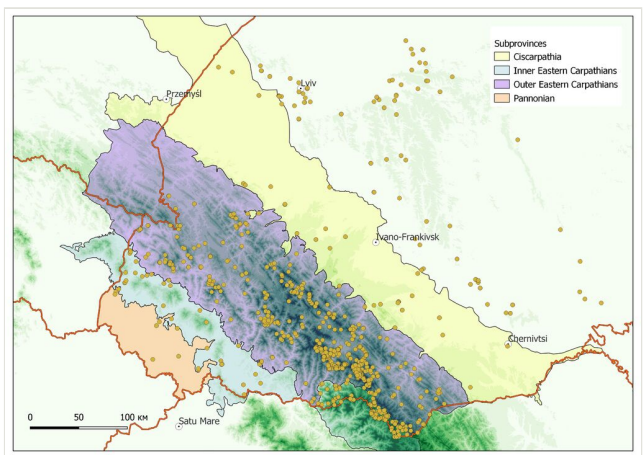 Subprovinces
Ciscarpathia
Inner Eastern Carpathians
Outer Eastern Carpathians
Pannonian
Lviv
Przemyśl
Ivano-Frankivsk
Chernivtsi
Satu Mare
0 50 100 км